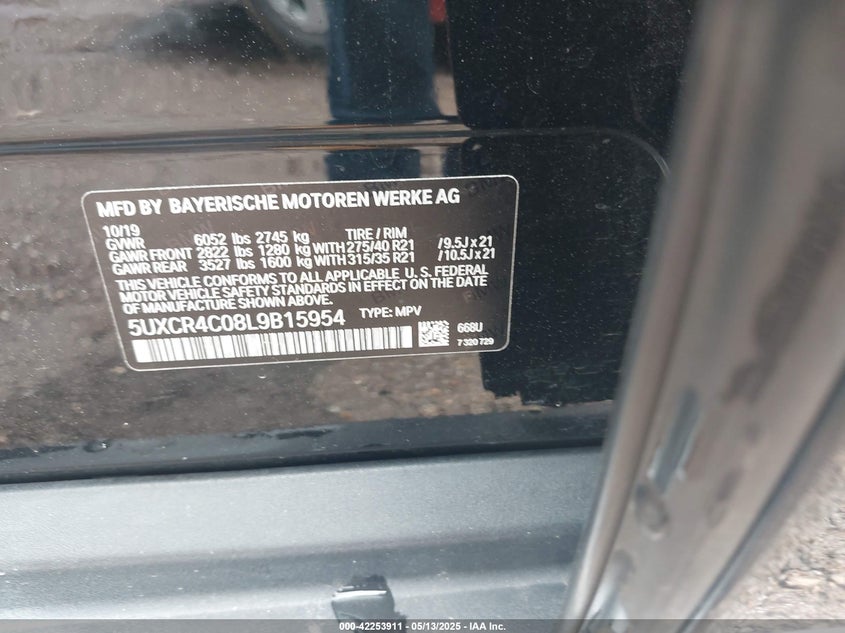 MFD BY BAYERISCHE MOTOREN WERKE AG
10/19 TIRE / RIM
GVWR 6052 lbs 2745 kg
GAWR FRONT 2822 lbs 1280 kg WITH 275/40 R21 /9.5J x 21
GAWR REAR 3527 lbs 1600 kg WITH 315/35 R21 /10.5J x 21
THIS VEHICLE CONFORMS TO ALL APPLICABLE U. S. FEDERAL
MOTOR VEHICLE SAFETY STANDARDS IN EFFECT ON THE DATE
OF MANUFACTURE SHOWN ABOVE.
5UXCR4C08L9B15954 TYPE: MPV 668U
7 320 729
000-42253911 - 05/13/2025 - IAA Inc.